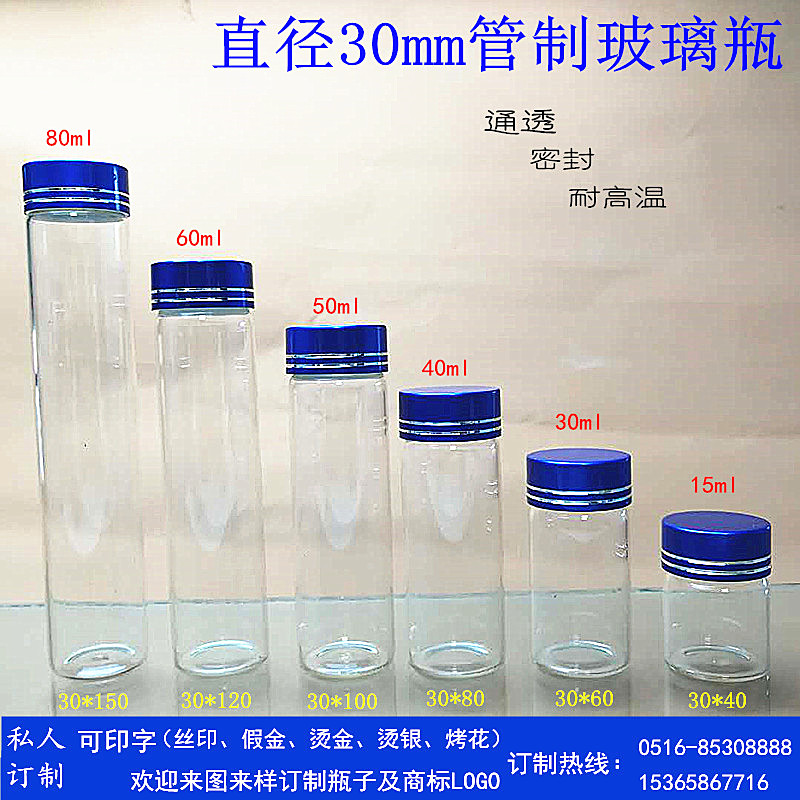 直径30mm管制玻璃瓶
通透
密封
耐高温
80ml
60ml
50ml
40ml
30ml
15ml
30*150
30*120
30*100
30*80
30*60
30*40
私人
订制
可印字(丝印、假金、烫金、烫银、烤花)
欢迎来图来样订制瓶子及商标LOGO
订制热线:
0516-85308888
15365867716